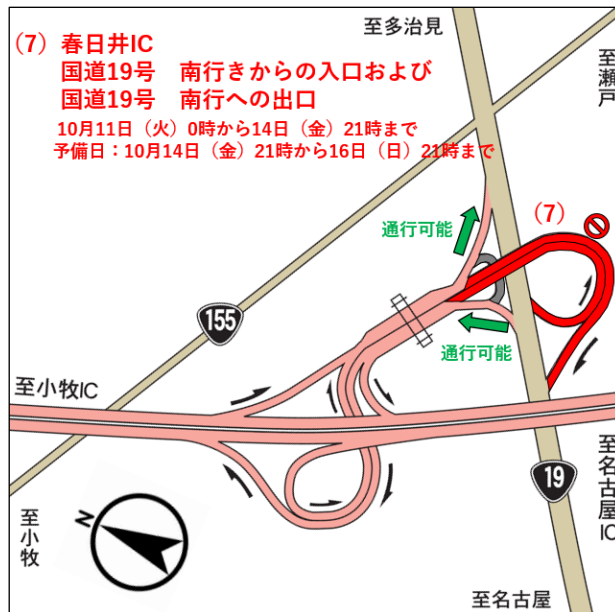 (7) 春日井IC
国道19号 南行きからの入口および
国道19号 南行への出口
10月11日（火）0時から14日（金）21時まで
予備日：10月14日（金）21時から16日（日）21時まで
至多治見
至瀬戸
(7)
通行可能
155
通行可能
至小牧IC
19
至名古屋IC
N
至小牧
至名古屋